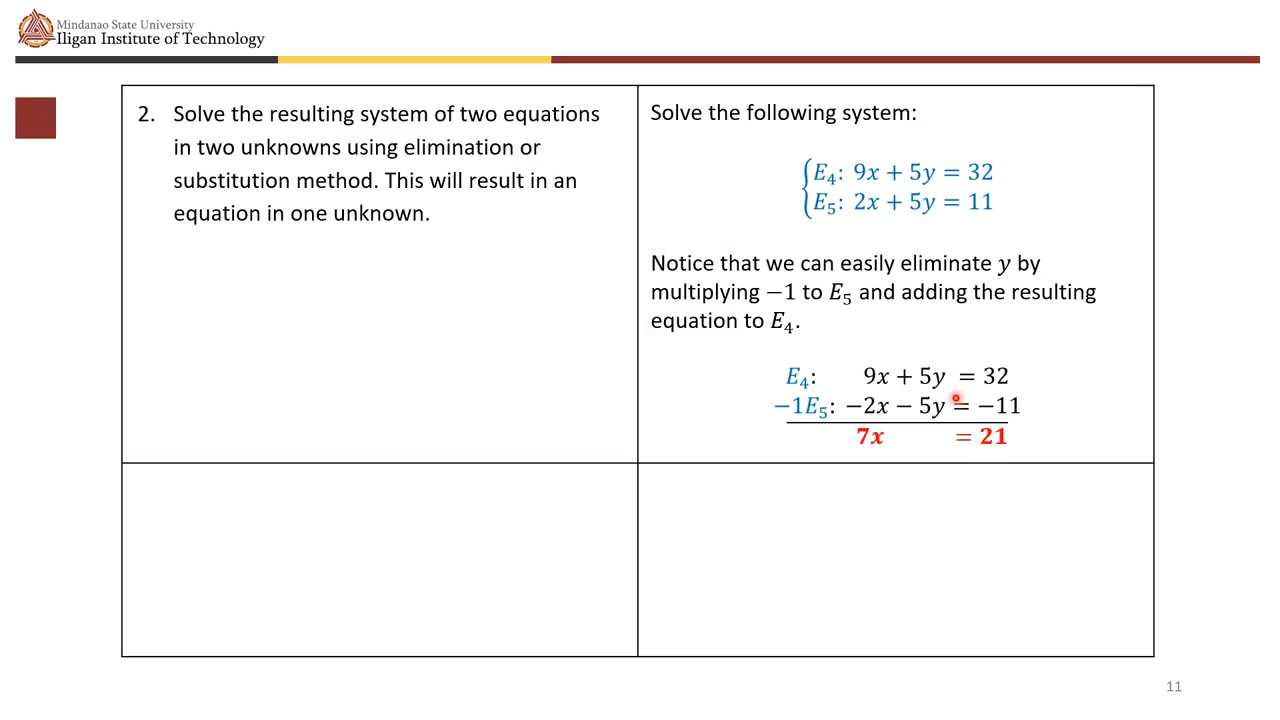 Mindanao State University
Iligan Institute of Technology
2. Solve the resulting system of two equations
in two unknowns using elimination or
substitution method. This will result in an
equation in one unknown.
Solve the following system:
E₄: 9x + 5y = 32
E₅: 2x + 5y = 11
Notice that we can easily eliminate y by
multiplying −1 to E₅ and adding the resulting
equation to E₄.
E₄: 9x + 5y = 32
−1E₅: −2x − 5y = −11
7x = 21
11